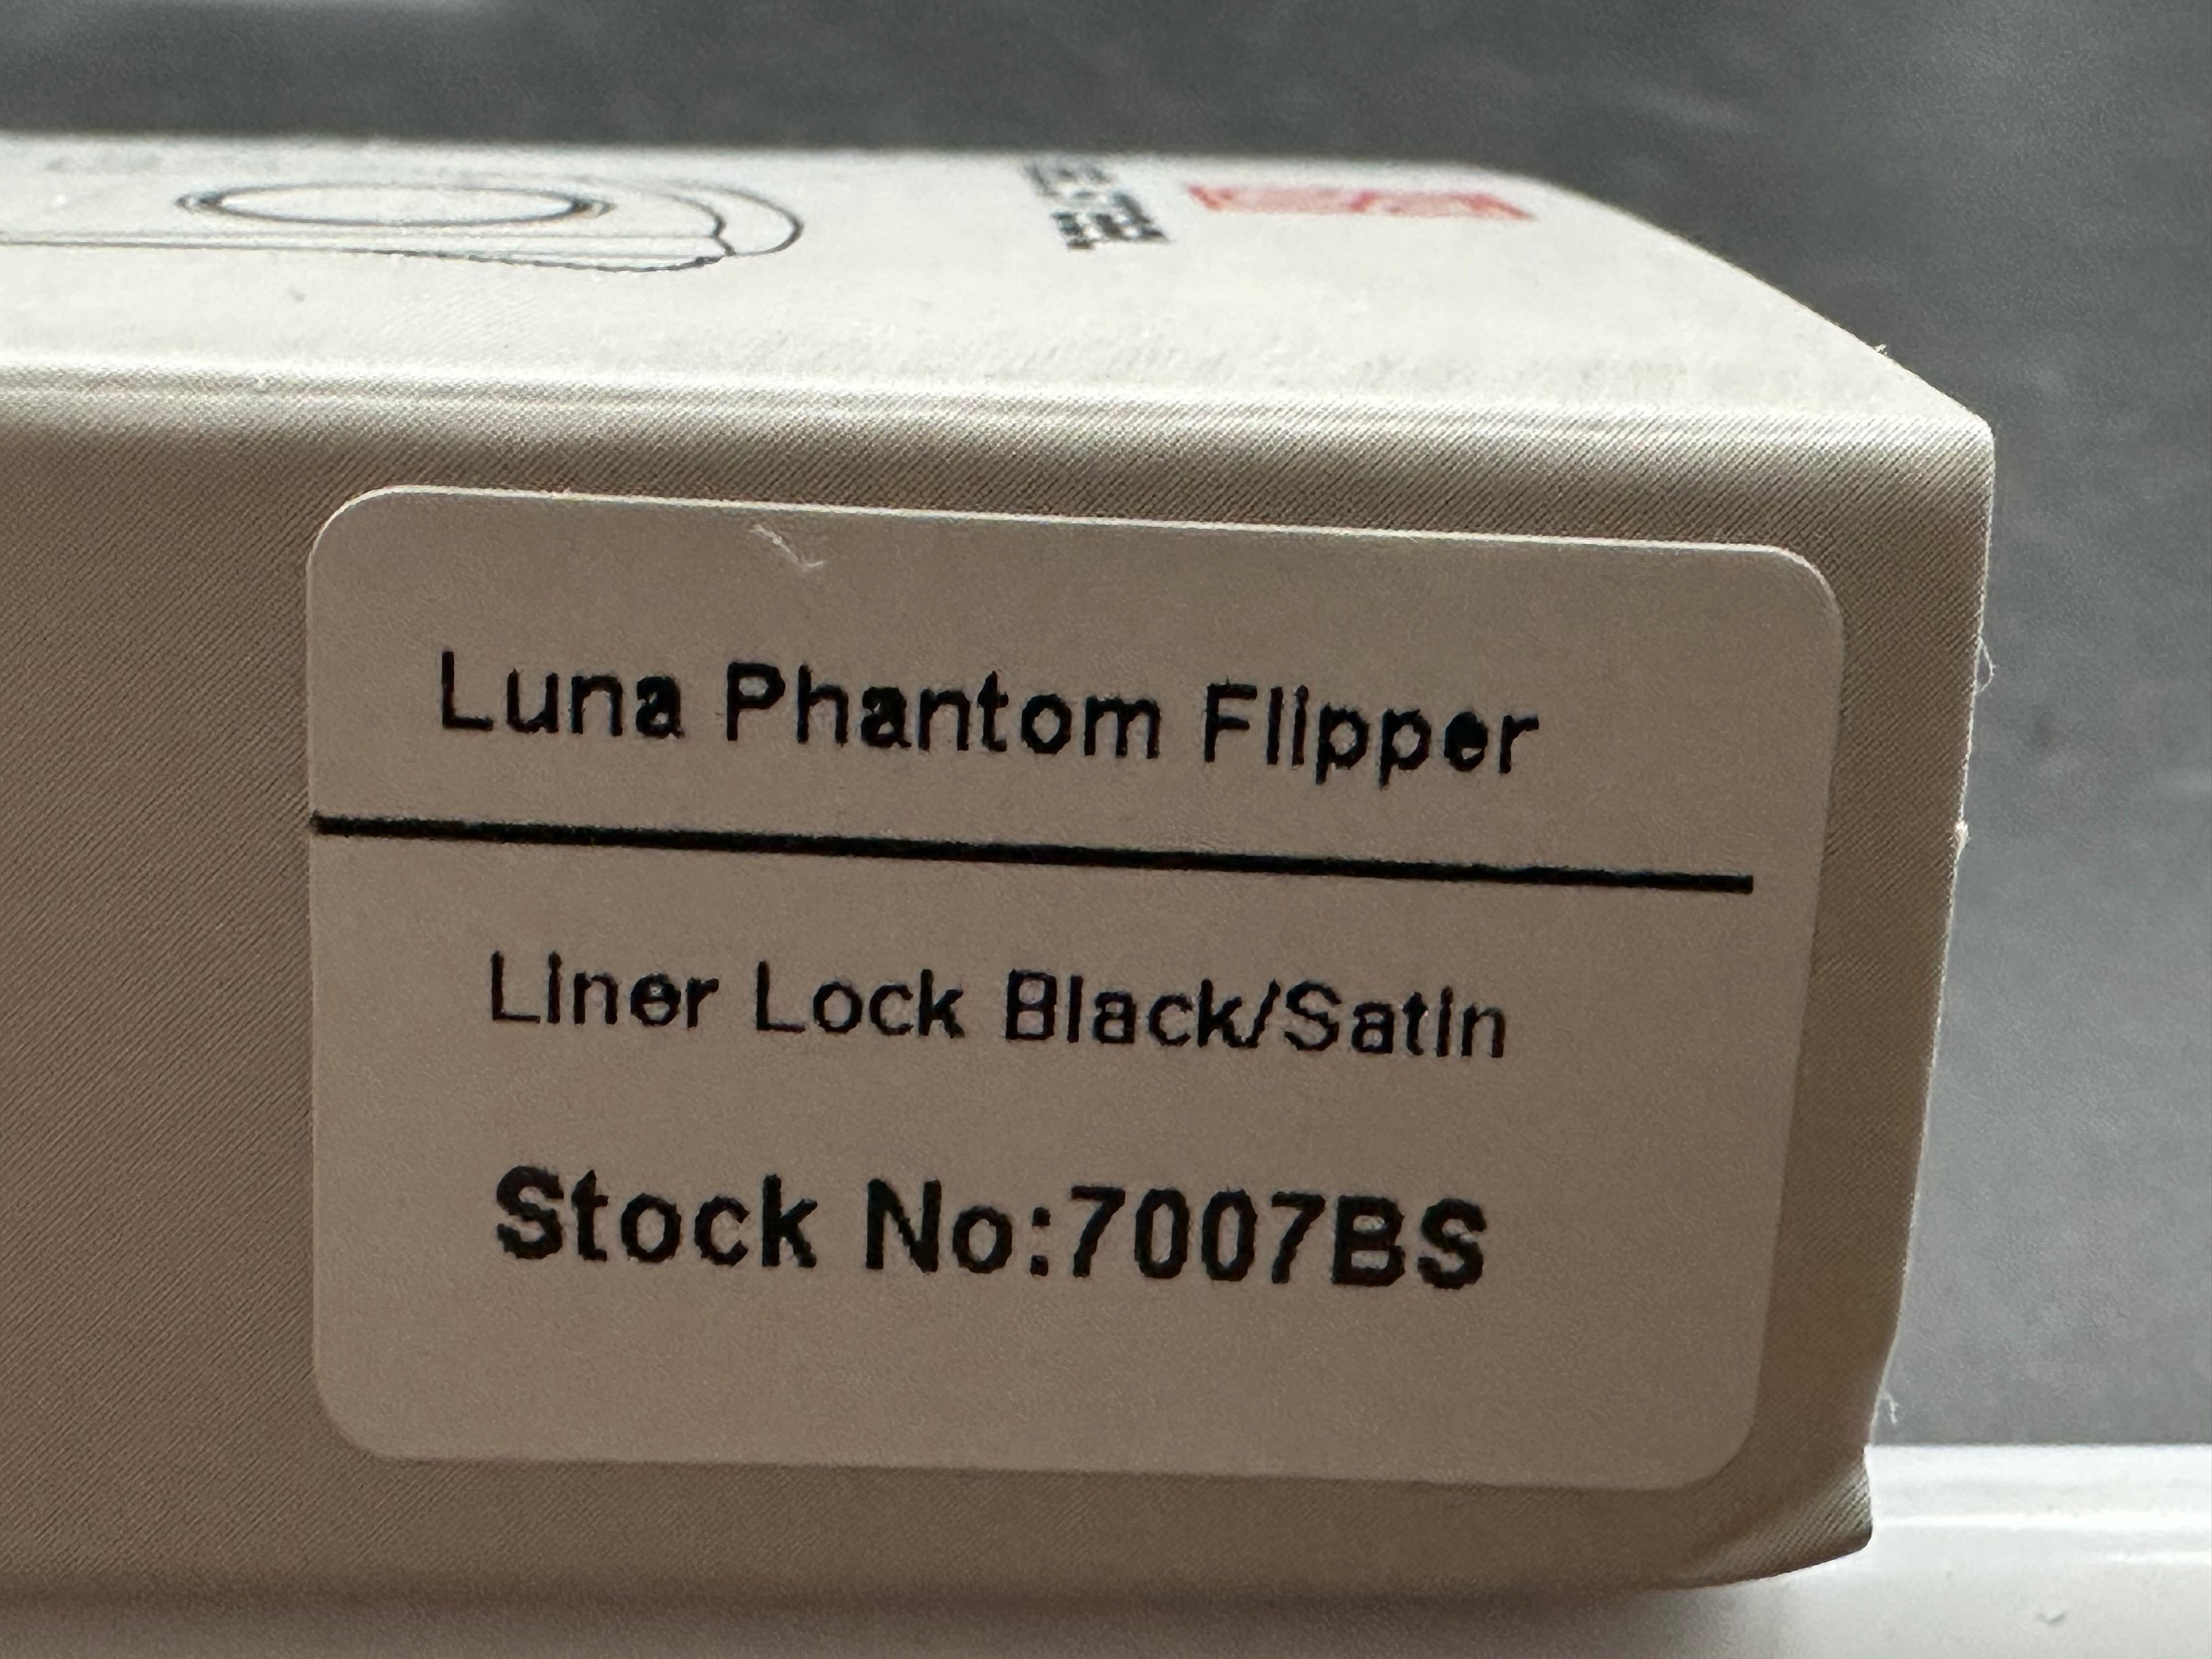 Luna Phantom Flipper
Liner Lock Black/Satin
Stock No:7007BS